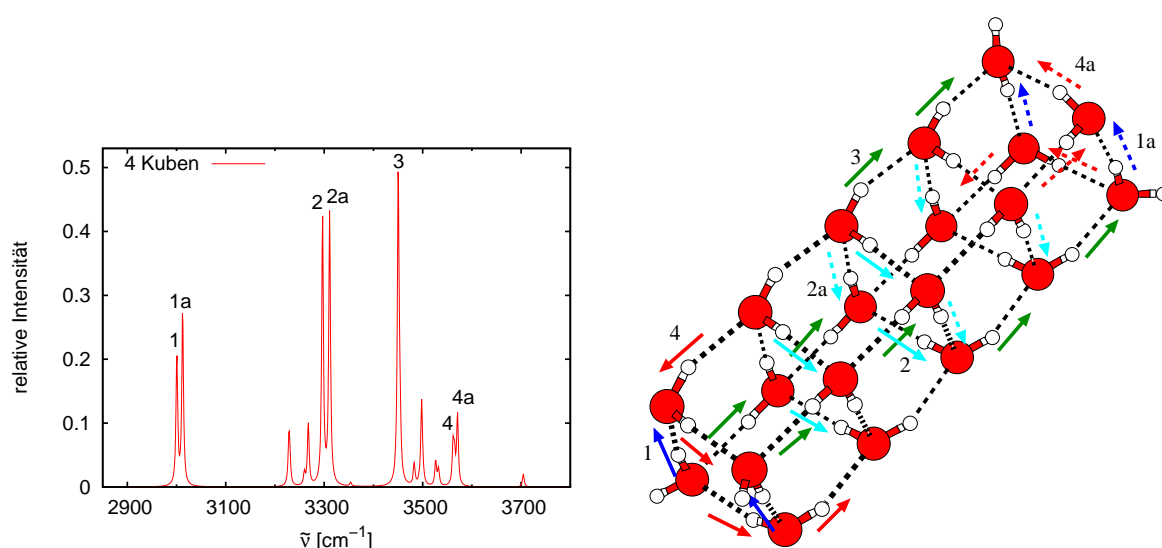 4 Kuben
relative Intensität
0.5
0.4
0.3
0.2
0.1
0
2900
3100
3300
3500
3700
ν̃ [cm⁻¹]
1
1a
2
2a
3
4
4a
4a
1a
3
2a
2
4
1